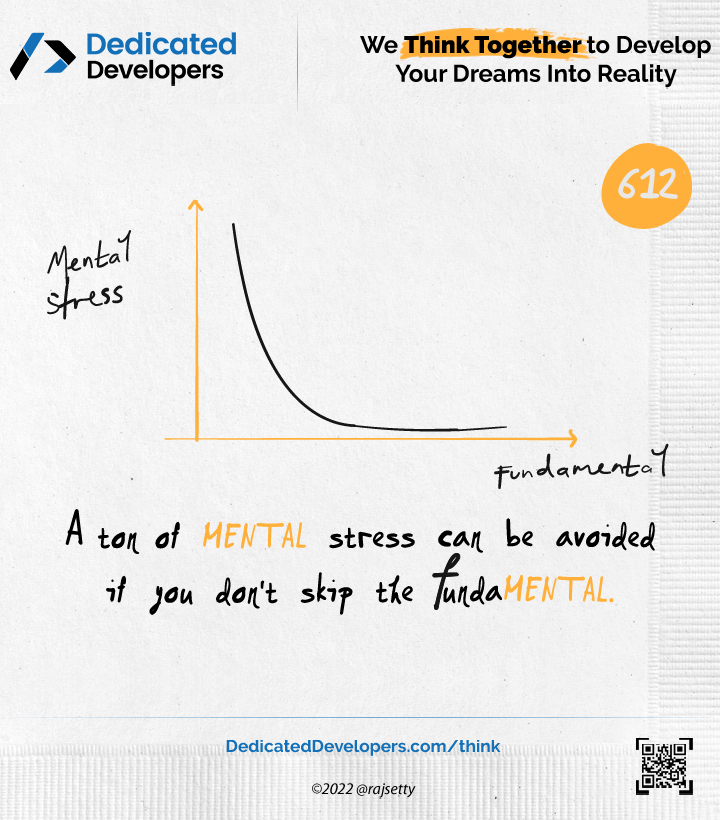 Dedicated
Developers
We Think Together to Develop
Your Dreams Into Reality
612
Mental
Stress
Fundamental
A ton of MENTAL stress can be avoided
if you don't skip the fundaMENTAL.
DedicatedDevelopers.com/think
©2022 @rajsetty